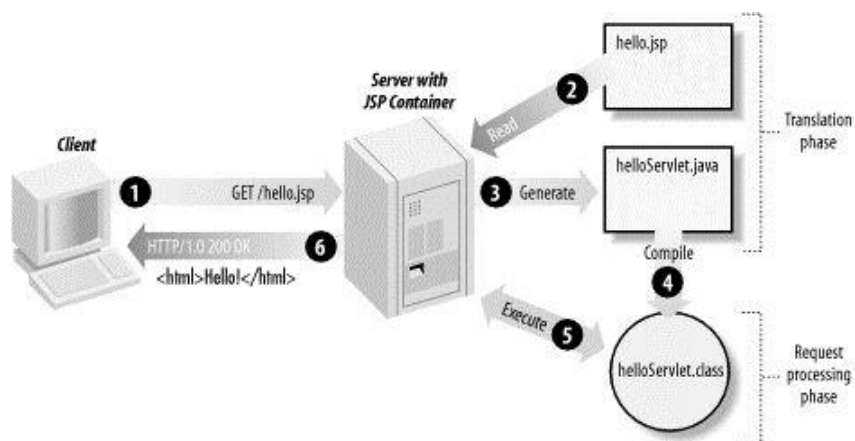 hello.jsp
Server with
JSP Container
2
Read
Translation
phase
Client
helloServlet.java
1
GET /hello.jsp
3
Generate
HTTP/1.0 200 OK
6
<html>Hello!</html>
Compile
4
Execute
5
helloServlet.class
Request
processing
phase